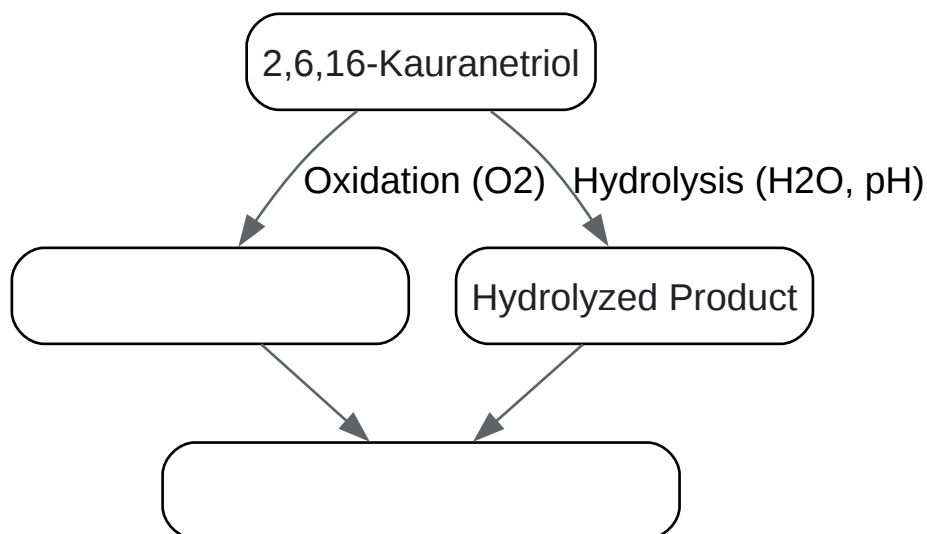 2,6,16-Kauranetriol
Oxidation (O2)
Hydrolysis (H2O, pH)
Hydrolyzed Product